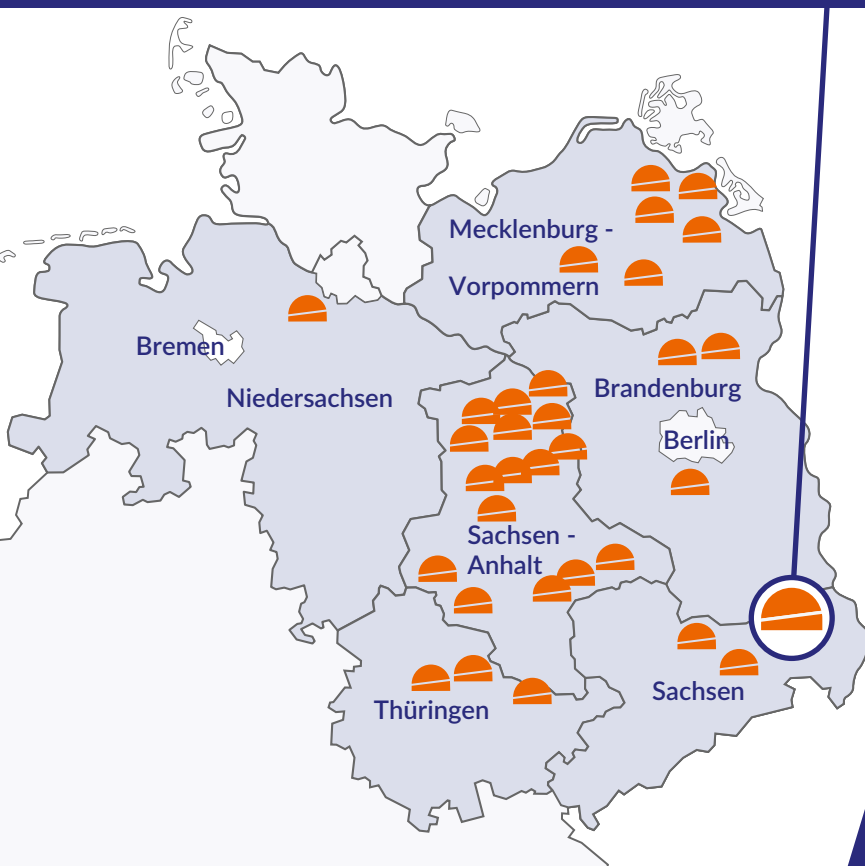 Mecklenburg -
Vorpommern
Bremen
Niedersachsen
Brandenburg
Berlin
Sachsen -
Anhalt
Thüringen
Sachsen